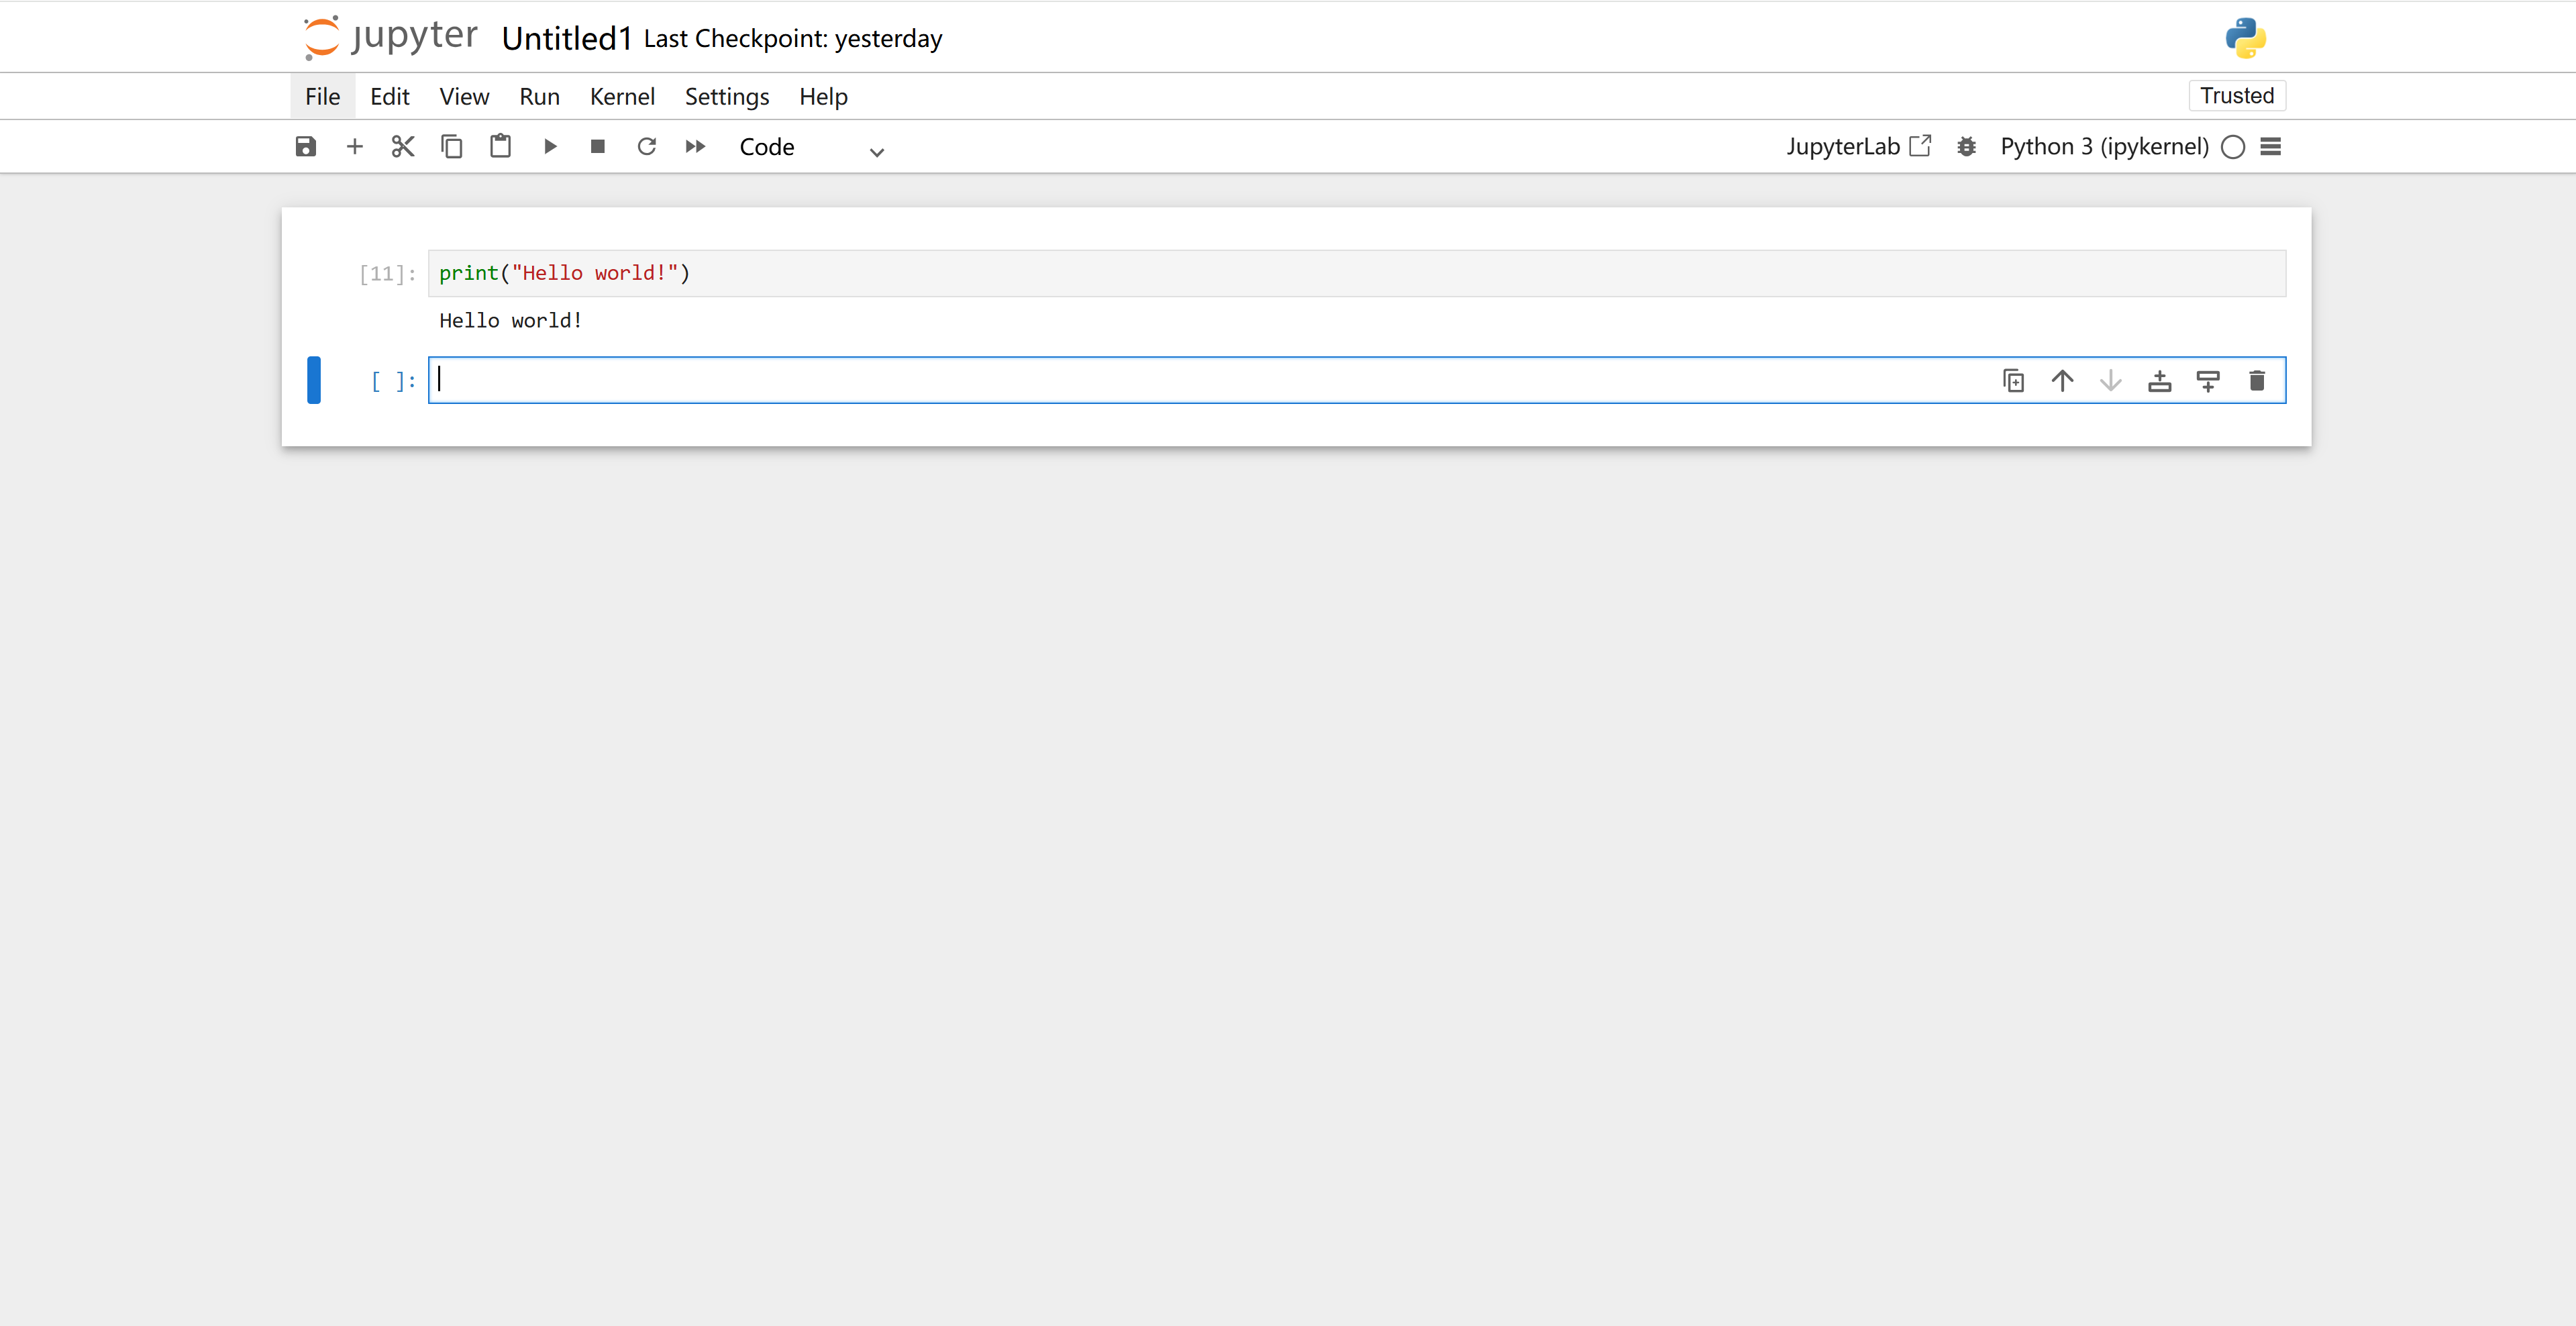 jupyter Untitled1 Last Checkpoint: yesterday
File Edit View Run Kernel Settings Help Trusted
Code JupyterLab Python 3 (ipykernel)
[11]: print("Hello world!")
Hello world!
[ ]: